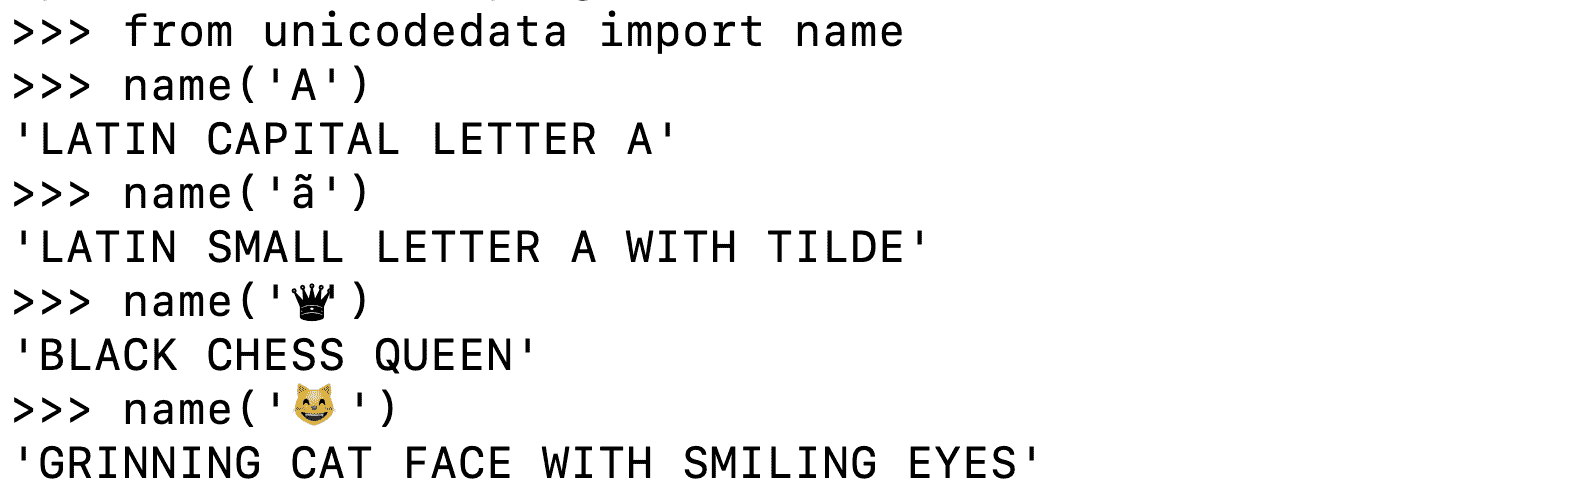 >>> from unicodedata import name
>>> name('A')
'LATIN CAPITAL LETTER A'
>>> name('ã')
'LATIN SMALL LETTER A WITH TILDE'
>>> name('♛')
'BLACK CHESS QUEEN'
>>> name('😸')
'GRINNING CAT FACE WITH SMILING EYES'